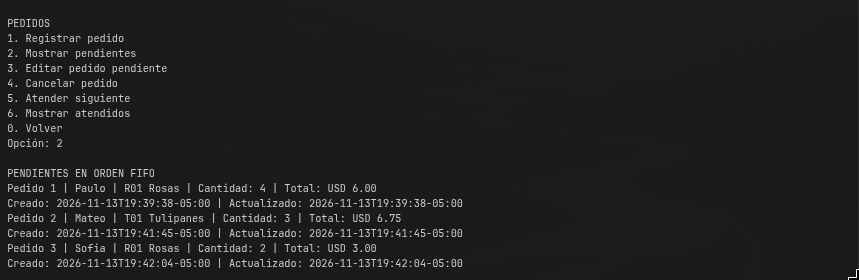 PEDIDOS
1. Registrar pedido
2. Mostrar pendientes
3. Editar pedido pendiente
4. Cancelar pedido
5. Atender siguiente
6. Mostrar atendidos
0. Volver
Opción: 2
PENDIENTES EN ORDEN FIFO
Pedido 1 | Paulo | R01 Rosas | Cantidad: 4 | Total: USD 6.00
Creado: 2026-11-13T19:39:38-05:00 | Actualizado: 2026-11-13T19:39:38-05:00
Pedido 2 | Mateo | T01 Tulipanes | Cantidad: 3 | Total: USD 6.75
Creado: 2026-11-13T19:41:45-05:00 | Actualizado: 2026-11-13T19:41:45-05:00
Pedido 3 | Sofia | R01 Rosas | Cantidad: 2 | Total: USD 3.00
Creado: 2026-11-13T19:42:04-05:00 | Actualizado: 2026-11-13T19:42:04-05:00